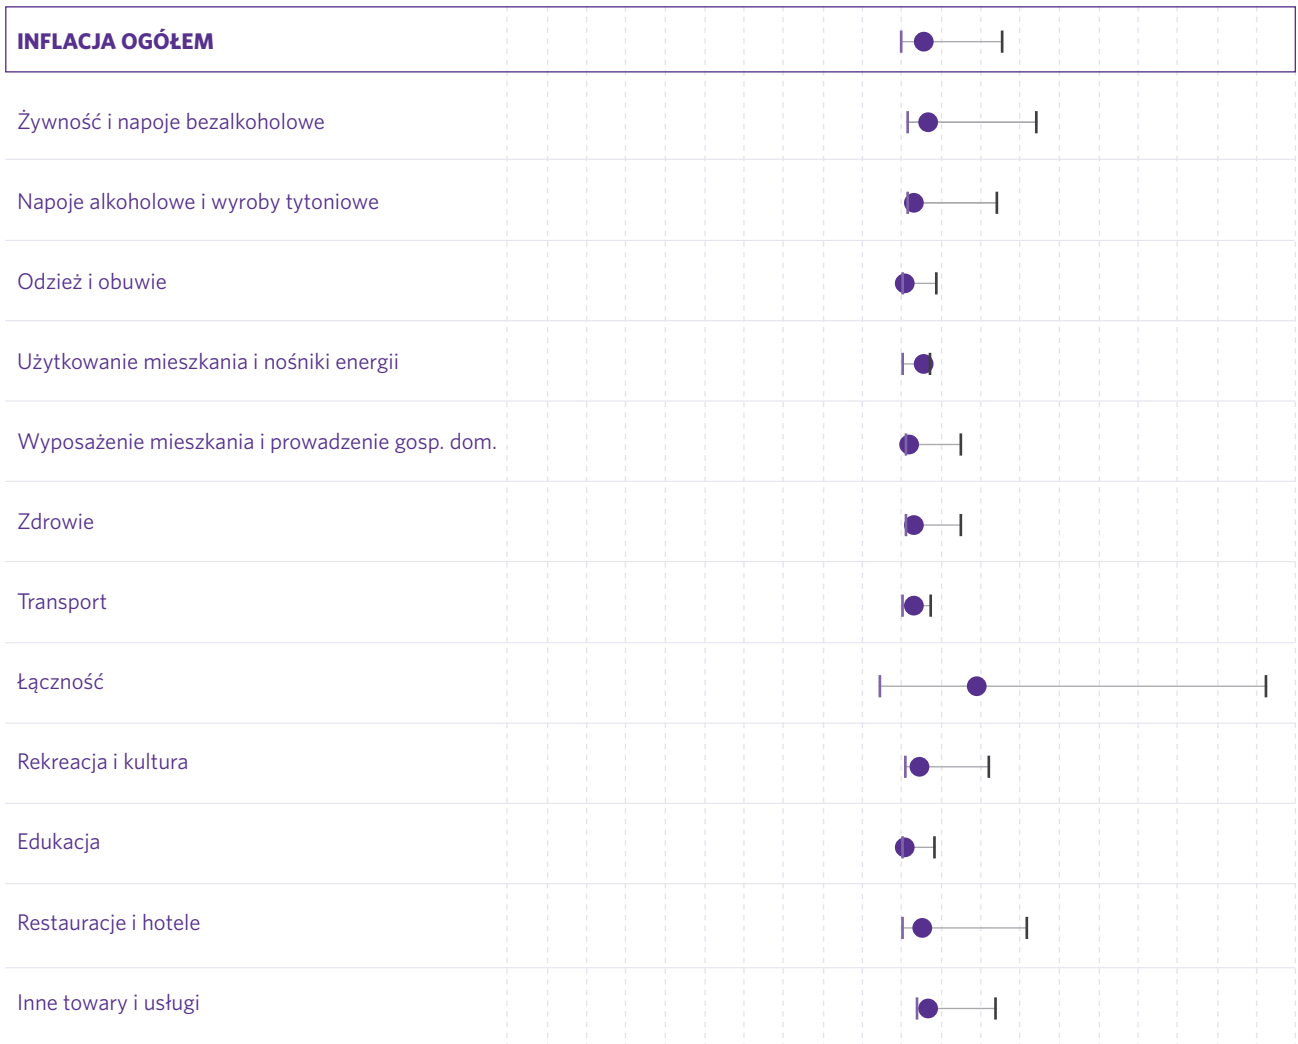 INFLACJA OGÓŁEM
Żywność i napoje bezalkoholowe
Napoje alkoholowe i wyroby tytoniowe
Odzież i obuwie
Użytkowanie mieszkania i nośniki energii
Wyposażenie mieszkania i prowadzenie gosp. dom.
Zdrowie
Transport
Łączność
Rekreacja i kultura
Edukacja
Restauracje i hotele
Inne towary i usługi